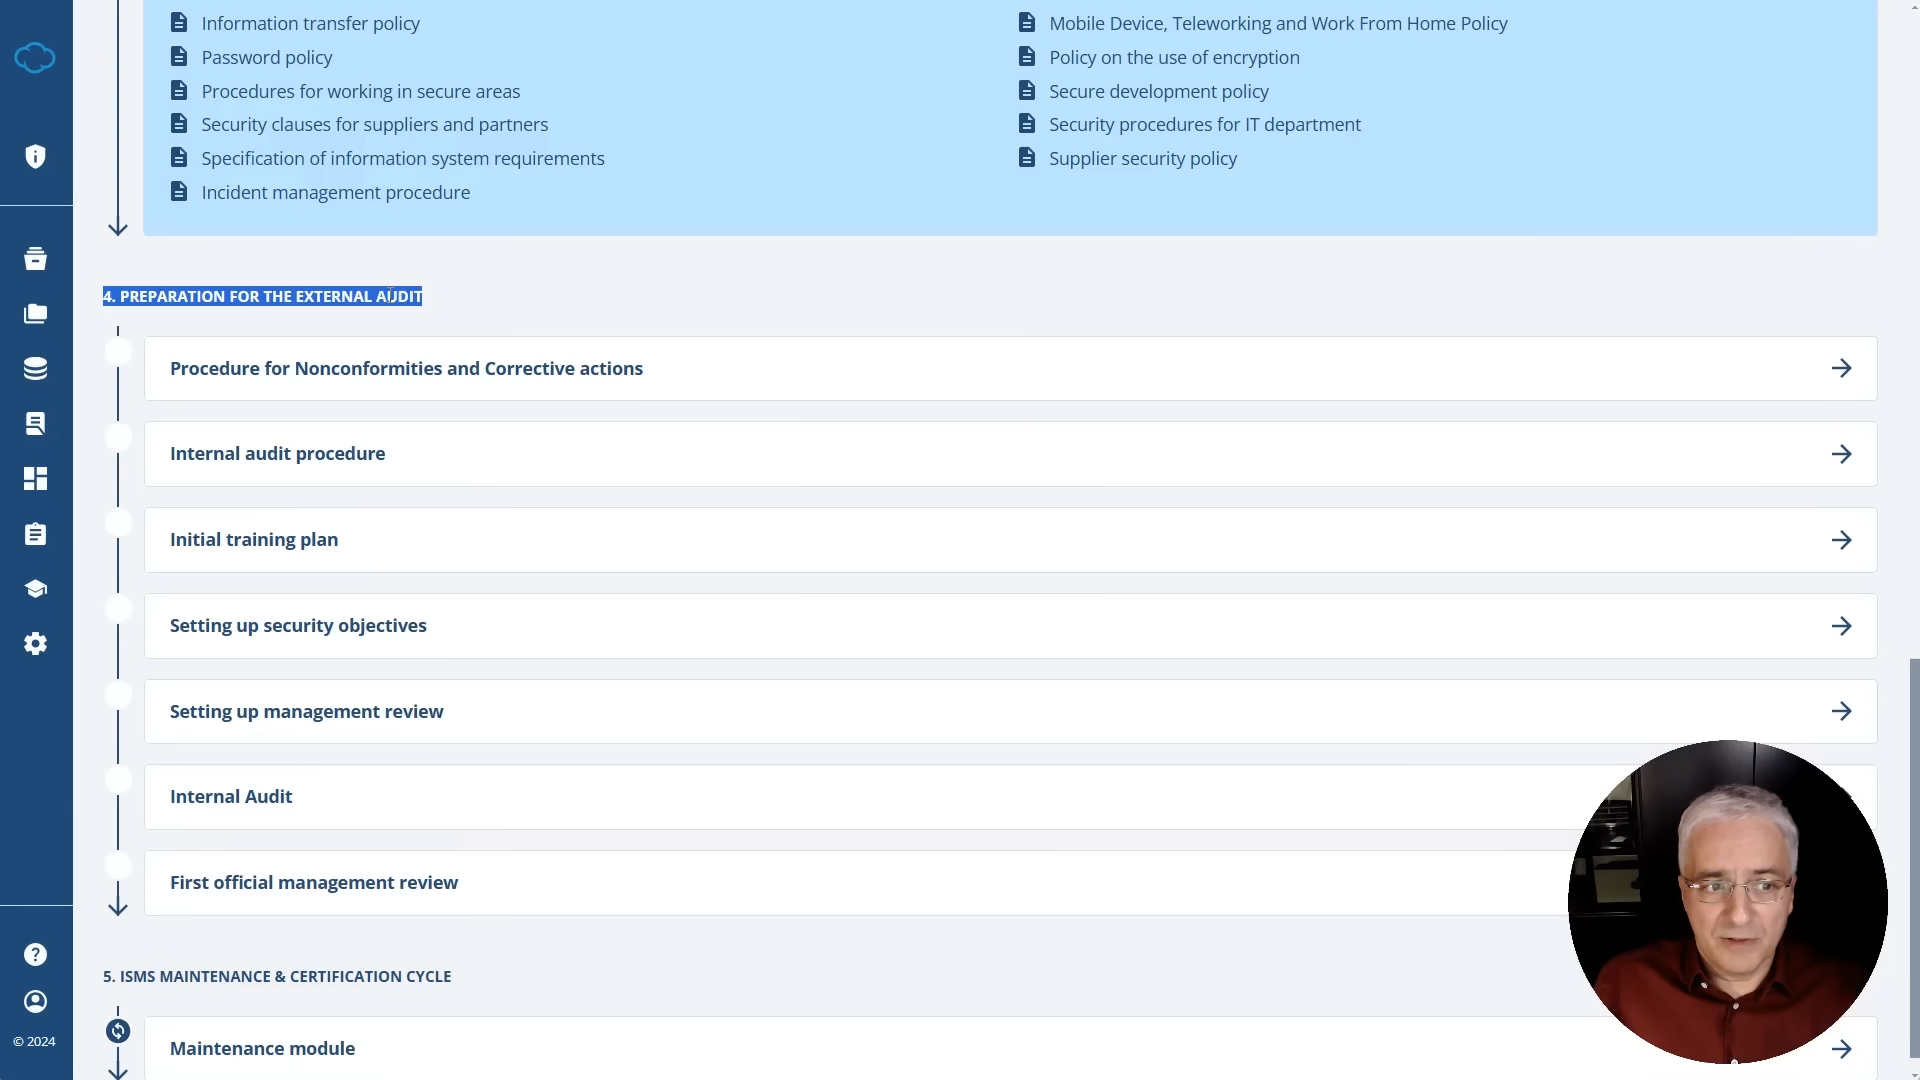 Information transfer policy
Mobile Device, Teleworking and Work From Home Policy
Password policy
Policy on the use of encryption
Procedures for working in secure areas
Secure development policy
Security clauses for suppliers and partners
Security procedures for IT department
Specification of information system requirements
Supplier security policy
Incident management procedure
4. PREPARATION FOR THE EXTERNAL AUDIT
Procedure for Nonconformities and Corrective actions
Internal audit procedure
Initial training plan
Setting up security objectives
Setting up management review
Internal Audit
First official management review
5. ISMS MAINTENANCE & CERTIFICATION CYCLE
© 2024
Maintenance module